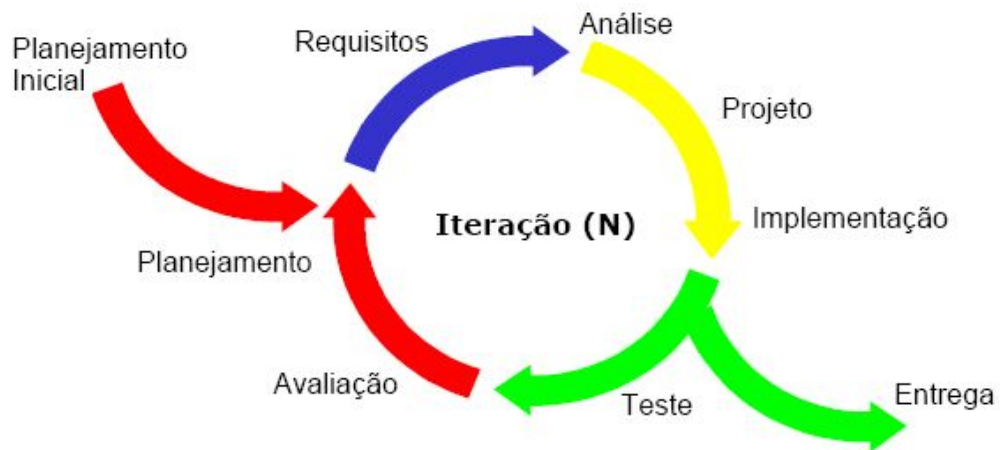 Planejamento
Inicial
Requisitos
Análise
Projeto
Implementação
Iteração (N)
Planejamento
Avaliação
Teste
Entrega